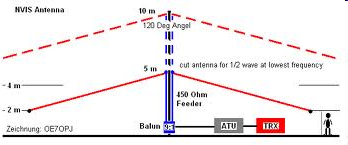 NVIS Antenna
10 m
120 Deg Angel
5 m
cut antenna for 1/2 wave at lowest frequency.
4 m
450 Ohm
Feeder
2 m
Zeichnung: OE7OPJ
Balun
9:1
ATU
TRX